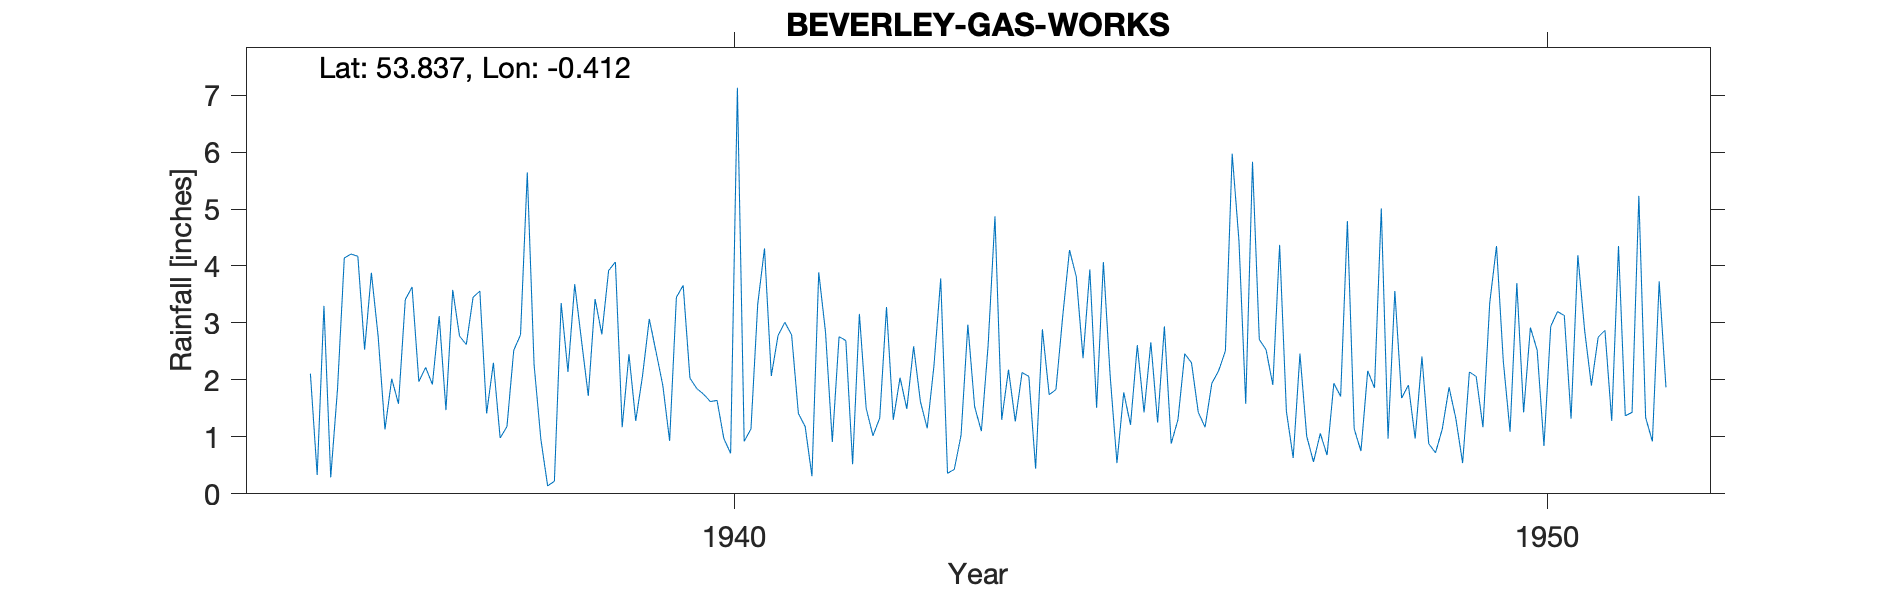 BEVERLEY-GAS-WORKS
Lat: 53.837, Lon: -0.412
7
6
5
4
3
2
1
0
Rainfall [inches]
1940
1950
Year